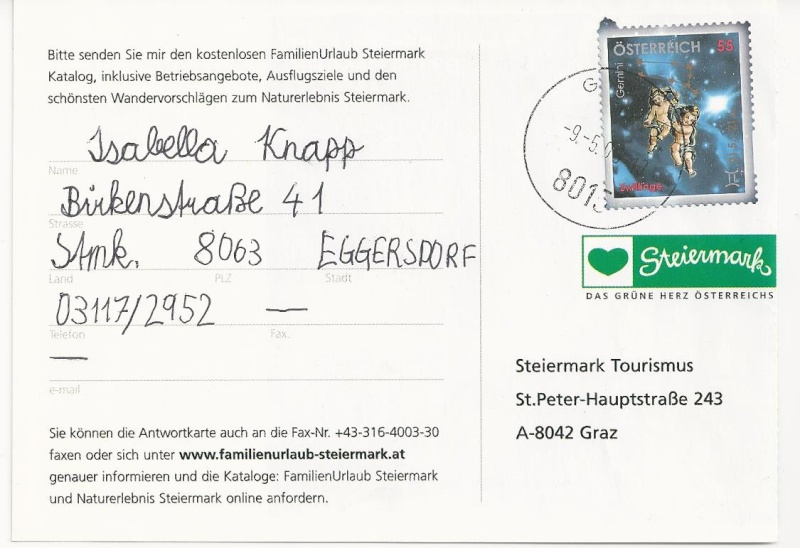 Bitte senden Sie mir den kostenlosen FamilienUrlaub Steiermark
Katalog, inklusive Betriebsangebote, Ausflugsziele und den
schönsten Wandervorschlägen zum Naturerlebnis Steiermark.
Isabella Knapp
Name
Birkenstraße 41
Strasse
Stmk. 8063 EGGERSDORF
Land PLZ Stadt
03117/2952 —
Telefon Fax.
—
e-mail
Sie können die Antwortkarte auch an die Fax-Nr. +43-316-4003-30
faxen oder sich unter www.familienurlaub-steiermark.at
genauer informieren und die Kataloge: FamilienUrlaub Steiermark
und Naturerlebnis Steiermark online anfordern.
ÖSTERREICH 55
Gemini
Zwillinge
-9.-5.0
Steiermark
DAS GRÜNE HERZ ÖSTERREICHS
Steiermark Tourismus
St.Peter-Hauptstraße 243
A-8042 Graz